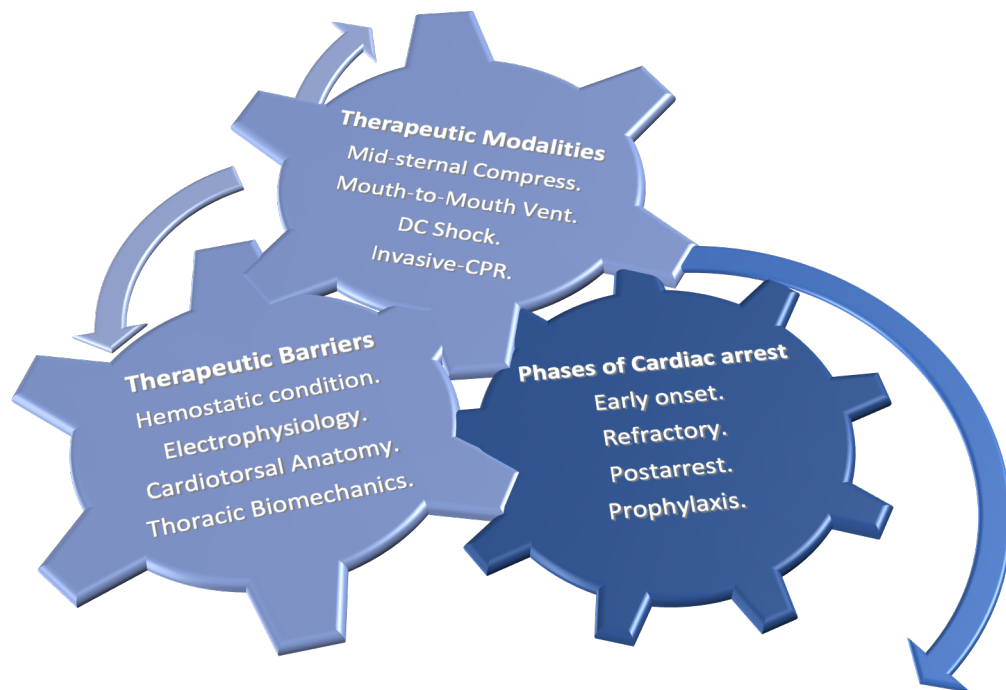 Therapeutic Modalities
Mid-sternal Compress.
Mouth-to-Mouth Vent.
DC Shock.
Invasive-CPR.
Therapeutic Barriers
Hemostatic condition.
Electrophysiology.
Cardiotorsal Anatomy.
Thoracic Biomechanics.
Phases of Cardiac arrest
Early onset.
Refractory.
Postarrest.
Prophylaxis.